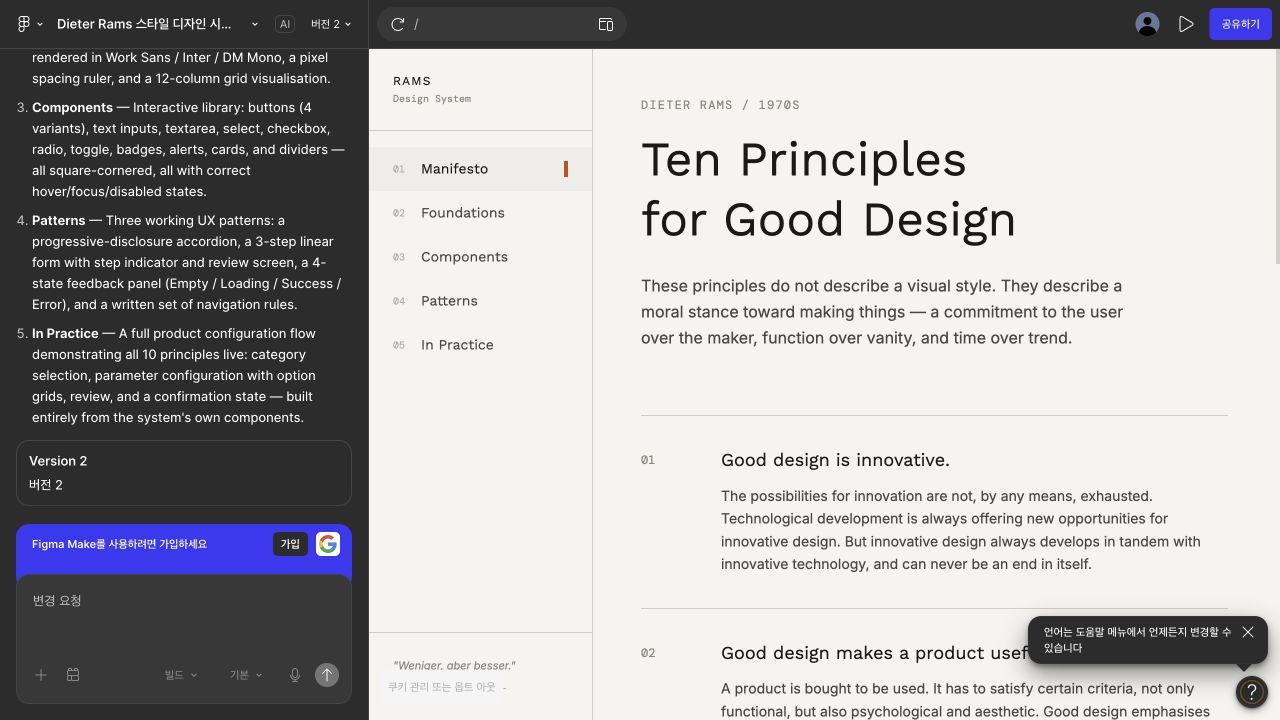 Dieter Rams 스타일 디자인 시...
AI
버전 2
/
공유하기
rendered in Work Sans / Inter / DM Mono, a pixel
spacing ruler, and a 12-column grid visualisation.
3. Components — Interactive library: buttons (4
variants), text inputs, textarea, select, checkbox,
radio, toggle, badges, alerts, cards, and dividers —
all square-cornered, all with correct
hover/focus/disabled states.
4. Patterns — Three working UX patterns: a
progressive-disclosure accordion, a 3-step linear
form with step indicator and review screen, a 4-
state feedback panel (Empty / Loading / Success /
Error), and a written set of navigation rules.
5. In Practice — A full product configuration flow
demonstrating all 10 principles live: category
selection, parameter configuration with option
grids, review, and a confirmation state — built
entirely from the system's own components.
Version 2
버전 2
Figma Make를 사용하려면 가입하세요
가입
변경 요청
빌드
기본
RAMS
Design System
01 Manifesto
02 Foundations
03 Components
04 Patterns
05 In Practice
"Weniger, aber besser."
쿠키 관리 또는 옵트 아웃 -
DIETER RAMS / 1970S
Ten Principles
for Good Design
These principles do not describe a visual style. They describe a
moral stance toward making things — a commitment to the user
over the maker, function over vanity, and time over trend.
01
Good design is innovative.
The possibilities for innovation are not, by any means, exhausted.
Technological development is always offering new opportunities for
innovative design. But innovative design always develops in tandem with
innovative technology, and can never be an end in itself.
02
Good design makes a product usef
A product is bought to be used. It has to satisfy certain criteria, not only
functional, but also psychological and aesthetic. Good design emphasises
언어는 도움말 메뉴에서 언제든지 변경할 수
있습니다
?